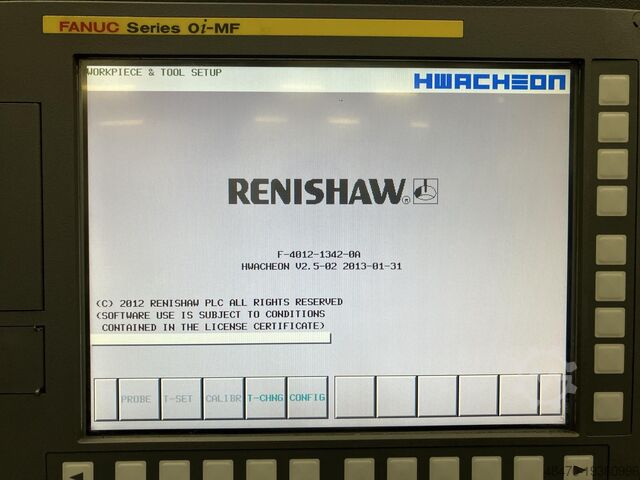 FANUC Series 0i-MF
WORKPIECE & TOOL SETUP
HWACHEON
RENISHAW
F-4012-1342-0A
HWACHEON V2.5-02 2013-01-31
(C) 2012 RENISHAW PLC ALL RIGHTS RESERVED
(SOFTWARE USE IS SUBJECT TO CONDITIONS
CONTAINED IN THE LICENSE CERTIFICATE)
PROBE T-SET CALIBR T-CHNG CONFIG